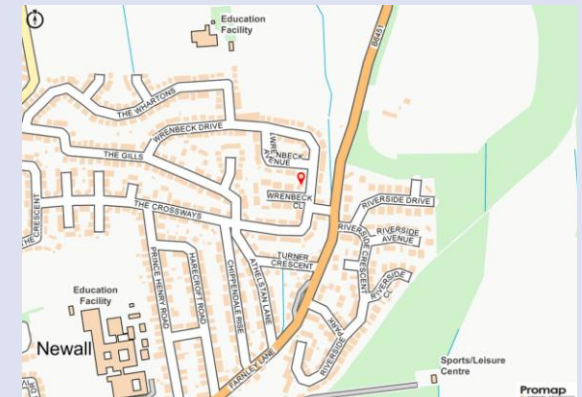 Education
Facility
B6451
THE WHARTONS
WRENBECK DRIVE
WRENBECK
AVENUE
THE GILLS
WRENBECK
CL
THE CROSSWAYS
RIVERSIDE DRIVE
RIVERSIDE
AVENUE
RIVERSIDE CRESCENT
RIVERSIDE
CL
TURNER
CRESCENT
THE CRESCENT
PRINCE HENRY ROAD
HARECROFT ROAD
CHIPPENDALE RISE
ATHELSTAN LANE
Education
Facility
Newall
FARNLEY LANE
RIVERSIDE
PARK
Sports/Leisure
Centre
Promap